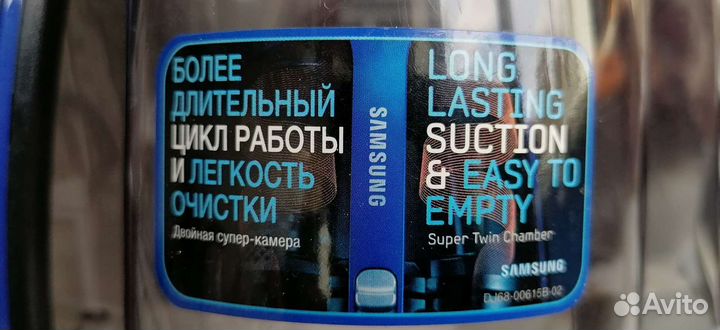 БОЛЕЕ
ДЛИТЕЛЬНЫЙ
ЦИКЛ РАБОТЫ
И ЛЕГКОСТЬ
ОЧИСТКИ
Двойная супер-камера
SAMSUNG
LONG
LASTING
SUCTION
& EASY TO
EMPTY
Super Twin Chamber
SAMSUNG
DJ68-00615B-02
Avito